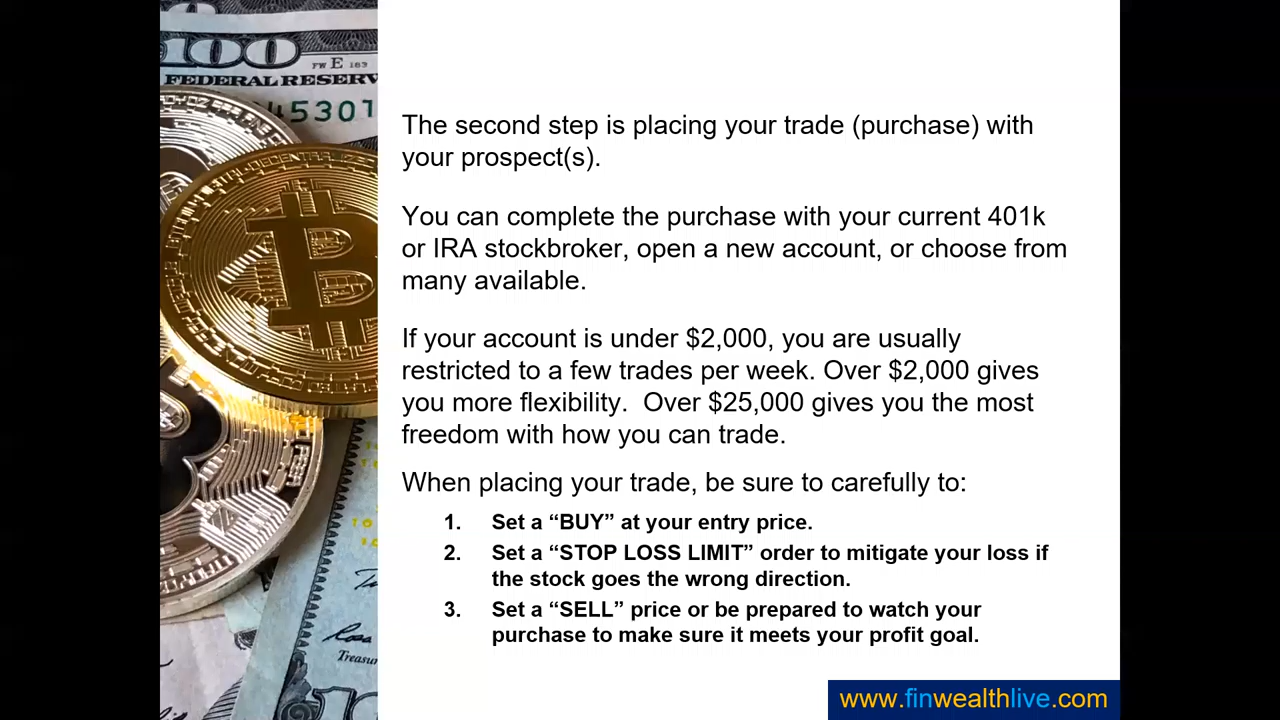 100
FW E 183
FEDERAL RESERV
45307
DECENTRALIZE
The second step is placing your trade (purchase) with
your prospect(s).
You can complete the purchase with your current 401k
or IRA stockbroker, open a new account, or choose from
many available.
If your account is under $2,000, you are usually
restricted to a few trades per week. Over $2,000 gives
you more flexibility.  Over $25,000 gives you the most
freedom with how you can trade.
When placing your trade, be sure to carefully to:
1. Set a “BUY” at your entry price.
2. Set a “STOP LOSS LIMIT” order to mitigate your loss if
the stock goes the wrong direction.
3. Set a “SELL” price or be prepared to watch your
purchase to make sure it meets your profit goal.
Treasur
www.finwealthlive.com